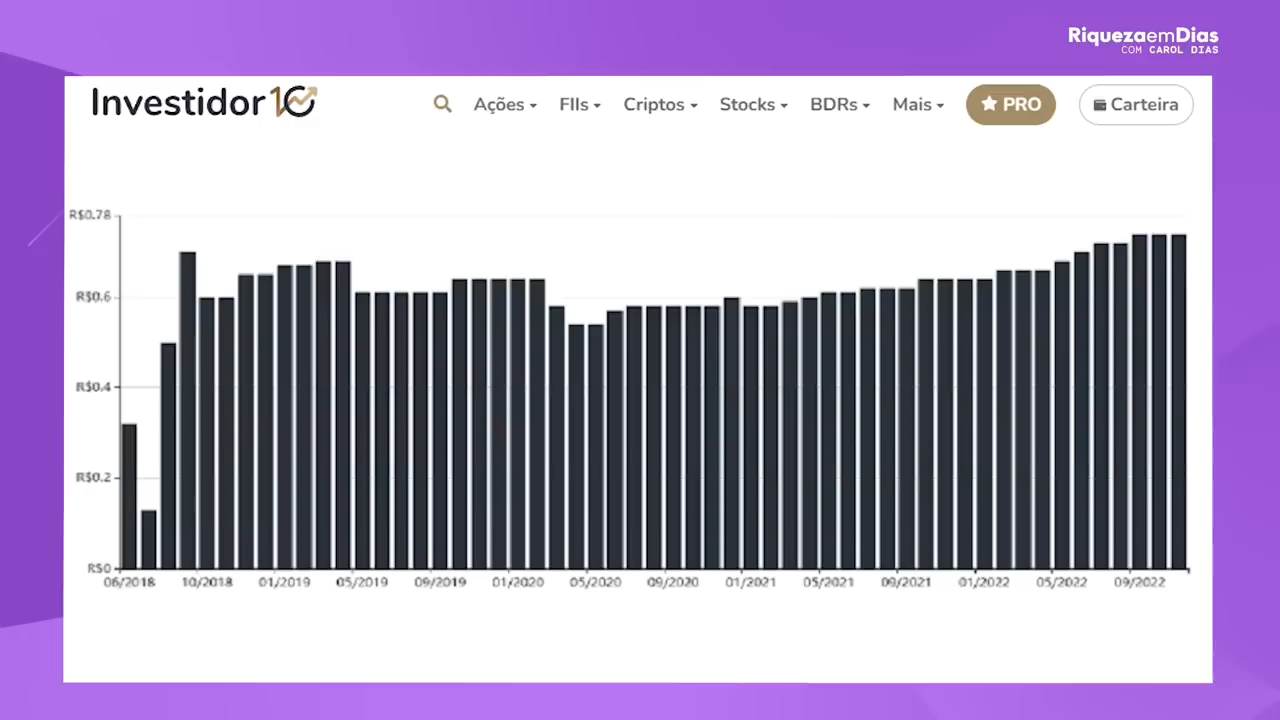 RiquezaemDias
COM CAROL DIAS
Investidor 10
Ações
FIIs
Criptos
Stocks
BDRs
Mais
PRO
Carteira
R$0.78
R$0.6
R$0.4
R$0.2
R$0
06/2018
10/2018
01/2019
05/2019
09/2019
01/2020
05/2020
09/2020
01/2021
05/2021
09/2021
01/2022
05/2022
09/2022